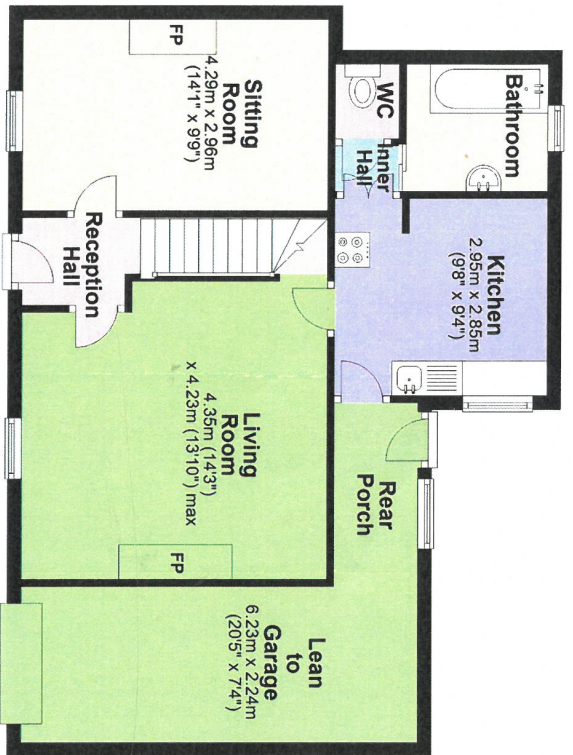 Bathroom
WC
Inner
Hall
Kitchen
2.95m x 2.85m
(9'8" x 9'4")
FP
Sitting
Room
4.29m x 2.96m
(14'1" x 9'9")
Reception
Hall
Living
Room
4.35m (14'3")
x 4.23m (13'10") max
FP
Rear
Porch
Lean
to
Garage
6.23m x 2.24m
(20'5" x 7'4")